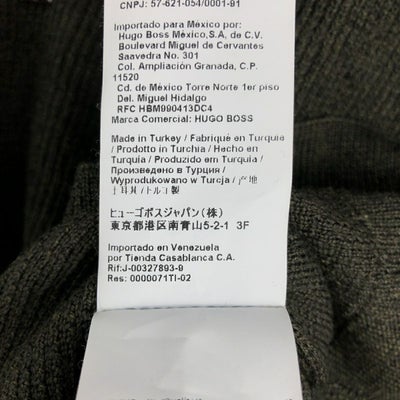 CNPJ: 57-621-054/0001-91
Importado para México por:
Hugo Boss México,S.A. de C.V.
Boulevard Miguel de Cervantes
Saavedra No. 301
Col. Ampliación Granada, C.P.
11520
Cd. de México Torre Norte 1er piso
Del. Miguel Hidalgo
RFC HBM990413DC4
Marca Comercial: HUGO BOSS
Made in Turkey / Fabriqué en Turquie
/ Prodotto in Turchia / Hecho en
Turquía / Produzido em Turquia /
Произведено в Турции /
Wyprodukowano w Turcja / 产地
土耳其 / トルコ製
ヒューゴボスジャパン(株)
東京都港区南青山5-2-1 3F
Importado en Venezuela
por Tienda Casablanca C.A.
Rif:J-00327893-9
Res: 0000071TI-02